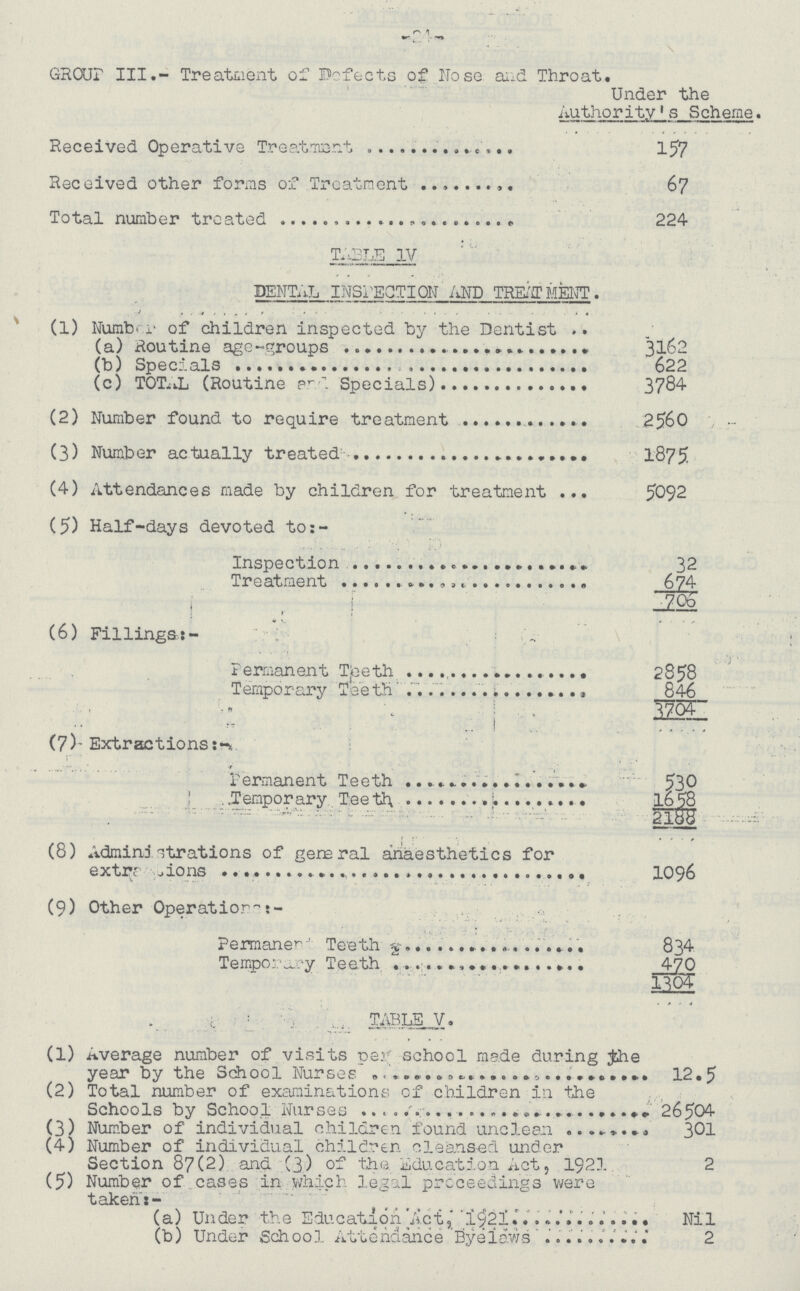 GROUP III.- Treatment of Defects of Nose and Throat.
Under the
Authority's Scheme.
Received Operative Treatment .............. 157
Received other forms of Treatment ......... 67
Total number treated ...................... 224
TABLE IV
DENTAL INSPECTION AND TREATMENT.
(1) Number of children inspected by the Dentist ..
(a) Routine age-groups ....................... 3162
(b) Specials ................................. 622
(c) TOTAL (Routine and Specials).............. 3784
(2) Number found to require treatment ............ 2560
(3) Number actually treated ...................... 1875
(4) Attendances made by children for treatment ... 5092
(5) Half-days devoted to:-
Inspection ....................... 32
Treatment ........................ 674
706
(6) Fillings:-
Permanent Teeth .................. 2858
Temporary Teeth .................. 846
3704
(7) Extractions:-
Permanent Teeth .................. 530
Temporary Teeth .................. 1658
2188
(8) Administrations of general anaesthetics for
extractions ................................... 1096
(9) Other Operations:-
Permanent Teeth .................. 834
Temporary Teeth .................. 470
1304
TABLE V.
(1) Average number of visits per school made during the
year by the School Nurses .......................... 12.5
(2) Total number of examinations of children in the
Schools by School Nurses ........................... 26504
(3) Number of individual children found unclean ........ 301
(4) Number of individual children cleansed under
Section 87(2) and (3) of the Education Act, 1921 2
(5) Number of cases in which legal proceedings were
taken:-
(a) Under the Education Act, 1921.............. Nil
(b) Under School Attendance Byelaws .......... 2